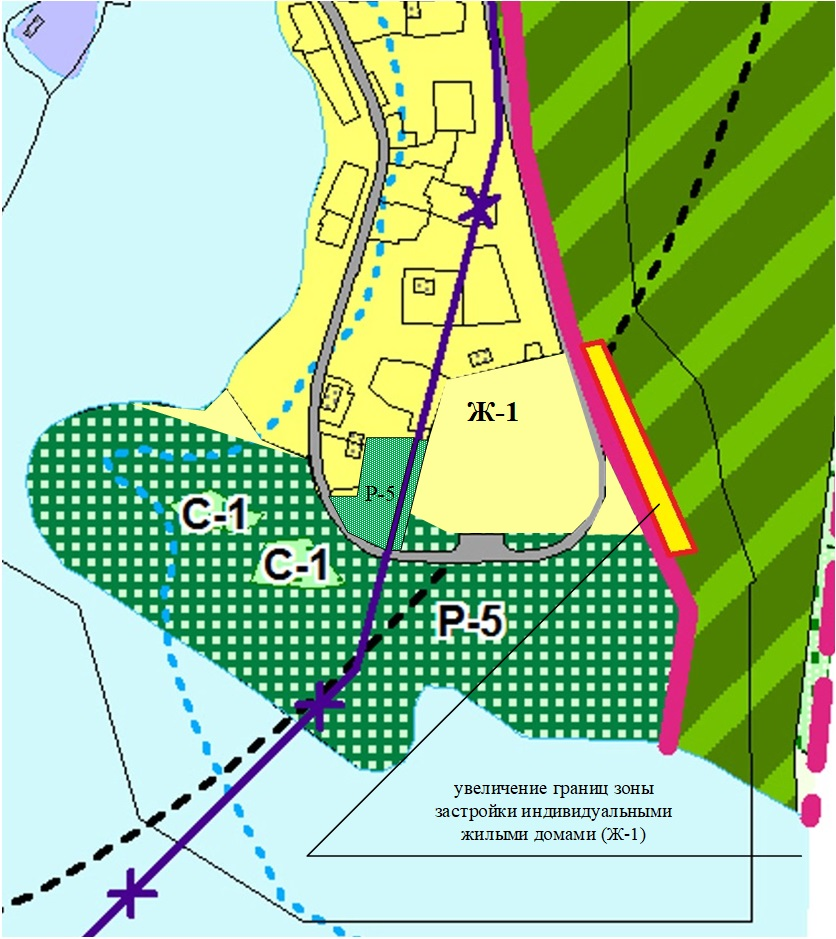 Ж-1
Р-5
С-1
С-1
Р-5
увеличение границ зоны
застройки индивидуальными
жилыми домами (Ж-1)